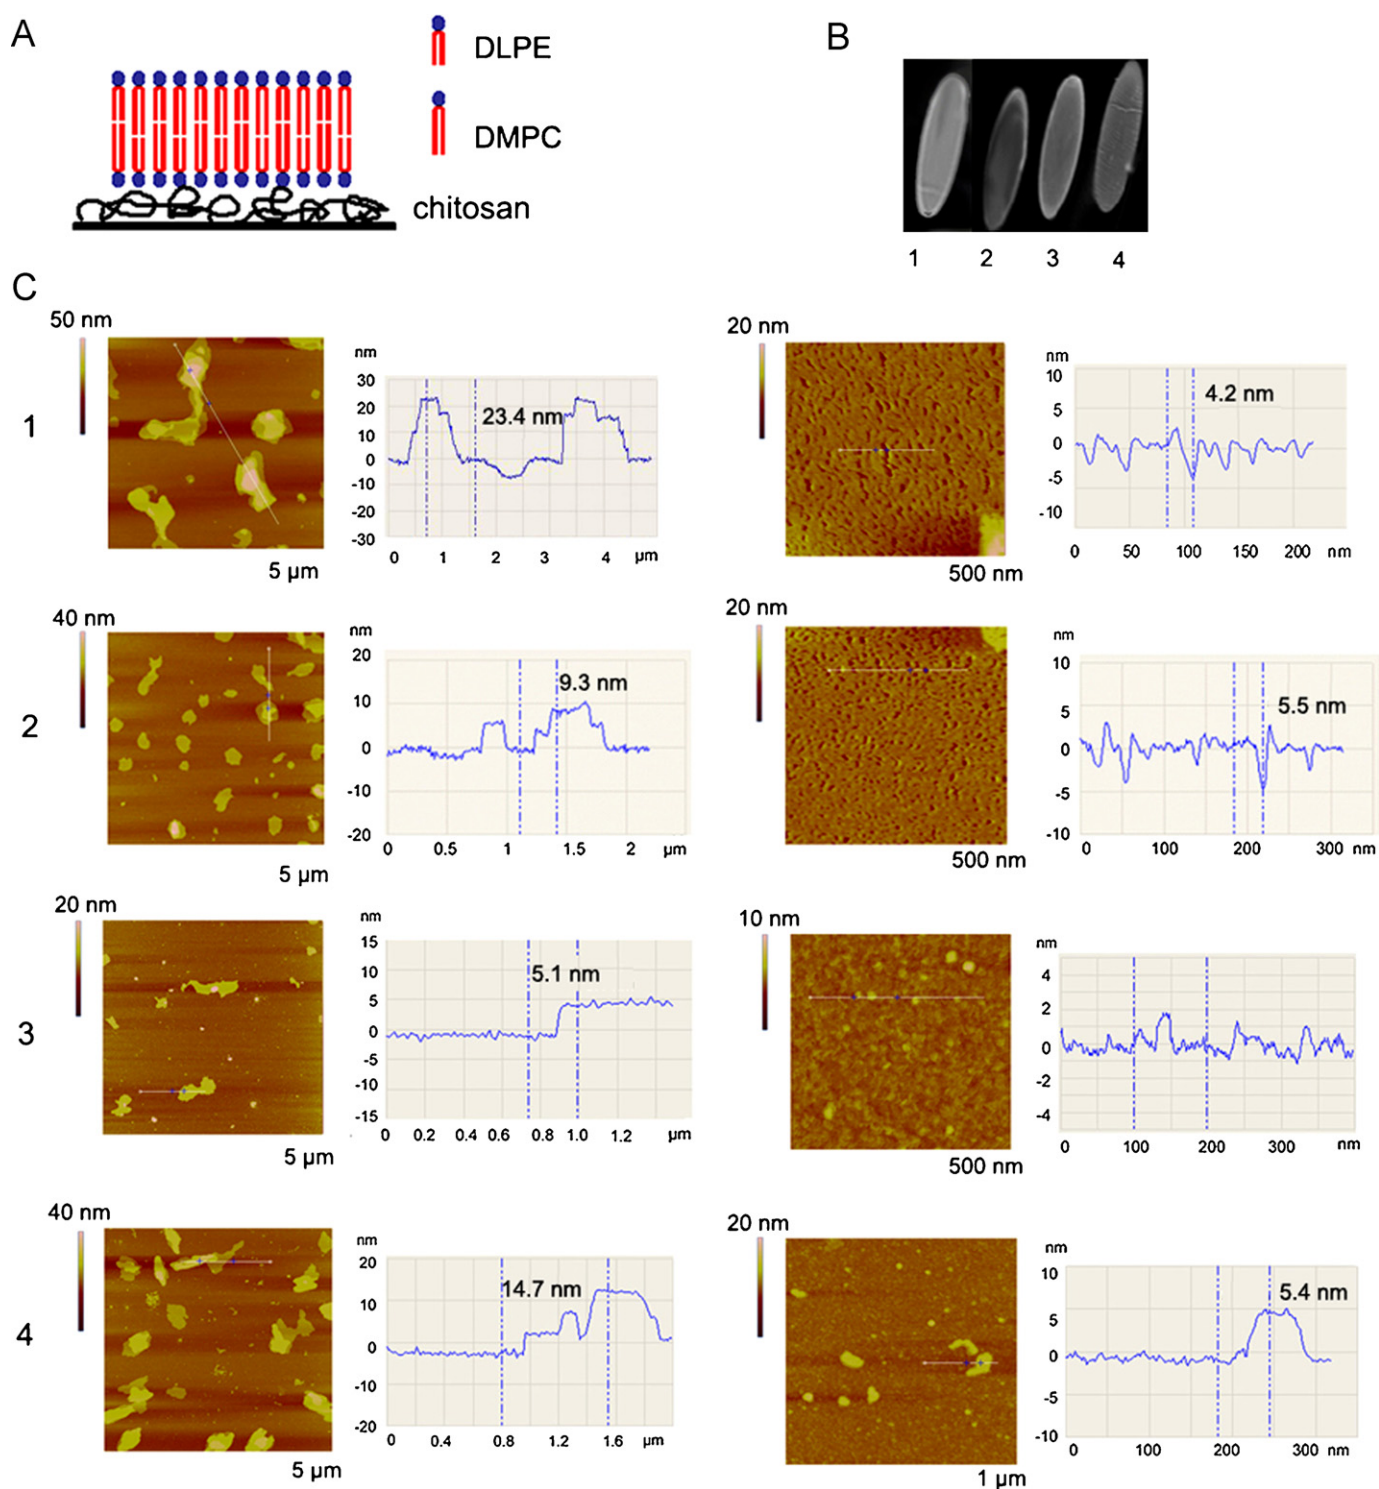 A
DLPE
DMPC
chitosan
B
1 2 3 4
C
1
50 nm
5 µm
nm
30
20
10
0
-10
-20
-30
23.4 nm
0 1 2 3 4 µm
20 nm
500 nm
nm
10
5
0
-5
-10
4.2 nm
0 50 100 150 200 nm
2
40 nm
5 µm
nm
20
10
0
-10
-20
9.3 nm
0 0.5 1 1.5 2 µm
20 nm
500 nm
nm
10
5
0
-5
-10
5.5 nm
0 100 200 300 nm
3
20 nm
5 µm
nm
15
10
5
0
-5
-10
-15
5.1 nm
0 0.2 0.4 0.6 0.8 1.0 1.2 µm
10 nm
500 nm
nm
4
2
0
-2
-4
0 100 200 300 nm
4
40 nm
5 µm
nm
20
10
0
-10
-20
14.7 nm
0 0.4 0.8 1.2 1.6 µm
20 nm
1 µm
nm
10
5
0
-5
-10
5.4 nm
0 100 200 300 nm